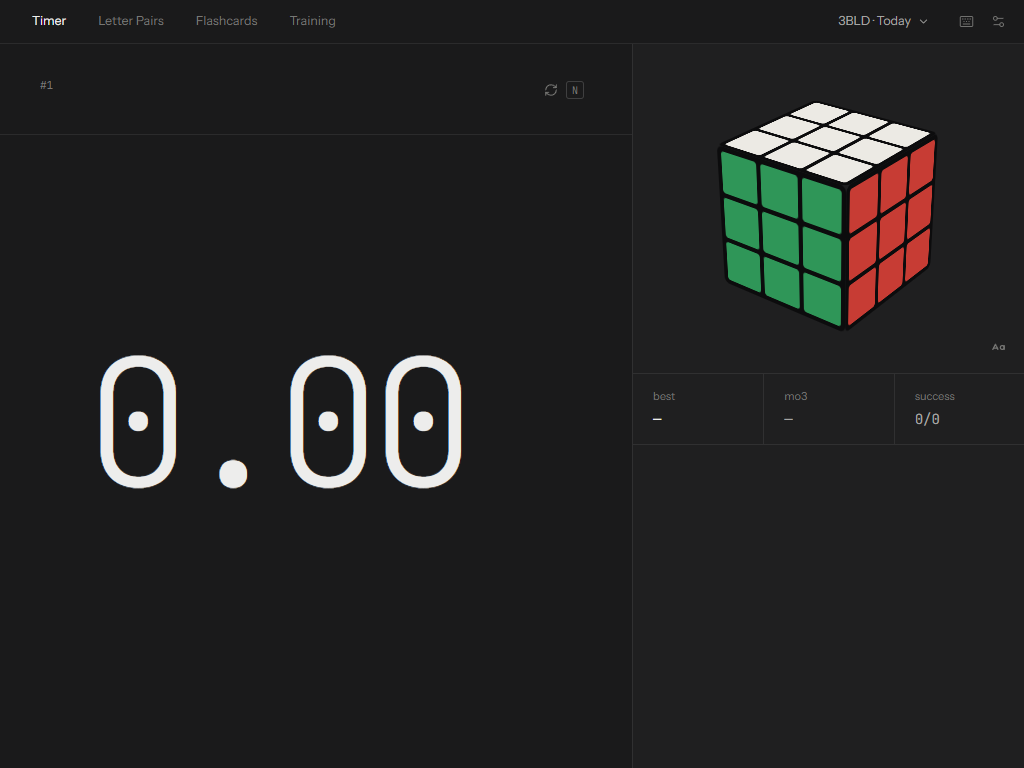 Timer Letter Pairs Flashcards Training 3BLD · Today
#1 N
0.00
Aa
best mo3 success
— — 0/0